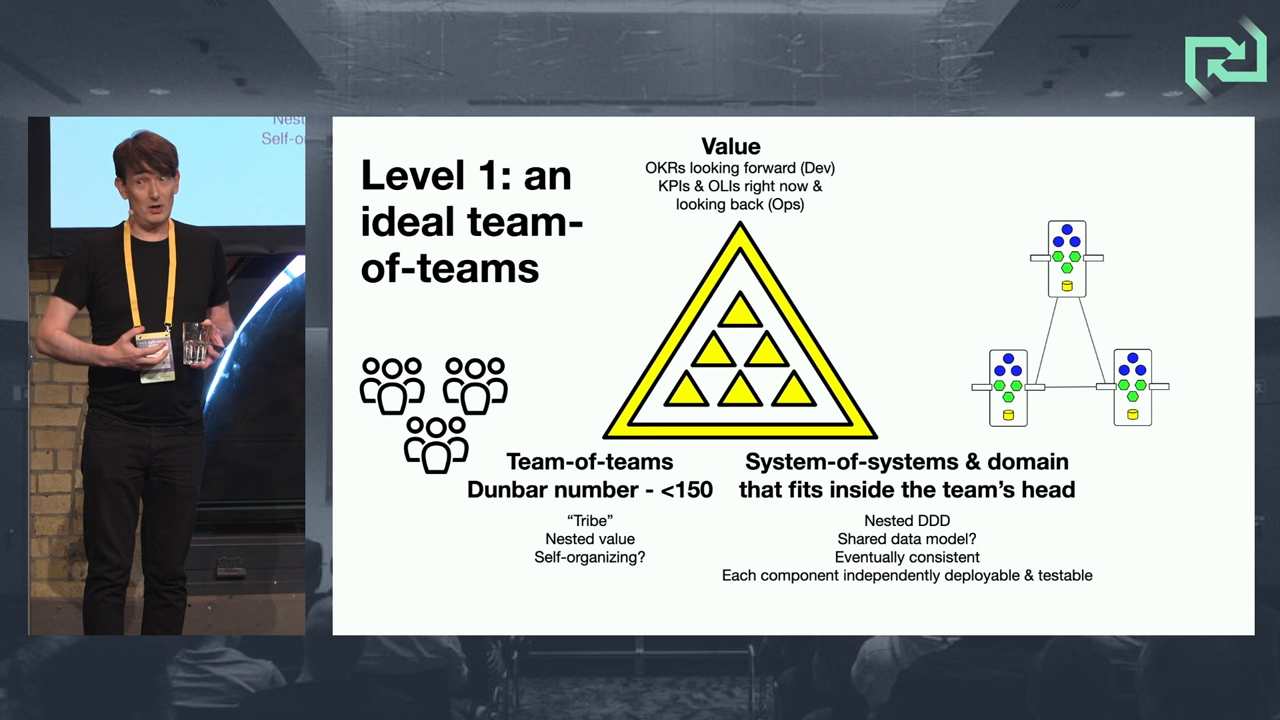 Nest
Self-o
Level 1: an
ideal team-
of-teams
Value
OKRs looking forward (Dev)
KPIs & OLIs right now &
looking back (Ops)
Team-of-teams
Dunbar number - <150
“Tribe”
Nested value
Self-organizing?
System-of-systems & domain
that fits inside the team’s head
Nested DDD
Shared data model?
Eventually consistent
Each component independently deployable & testable